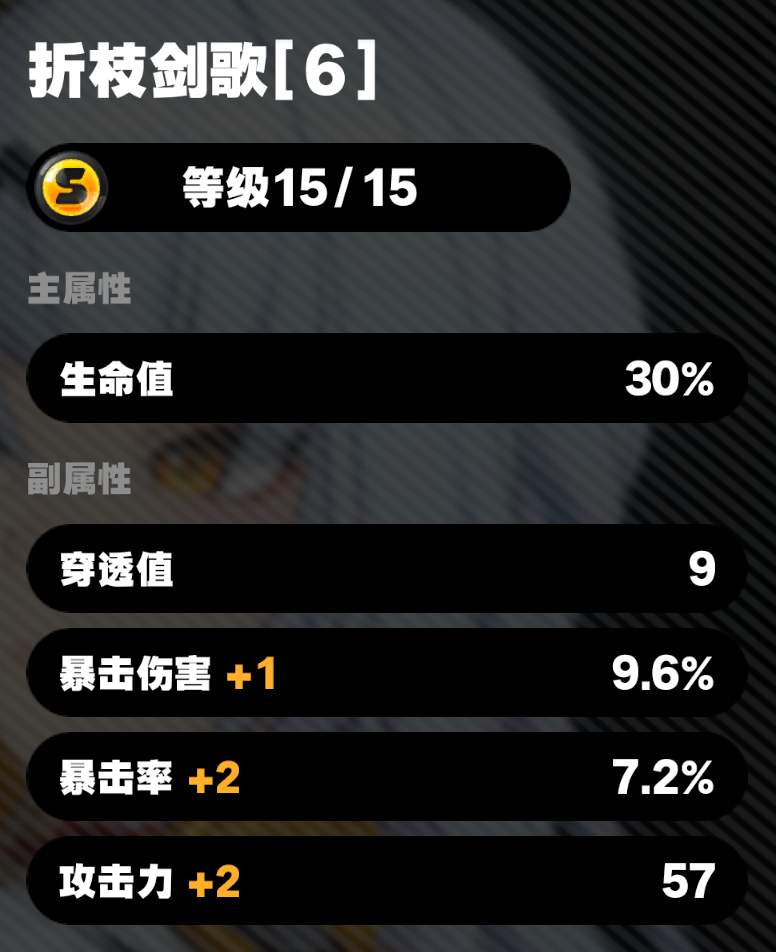 折枝剑歌[6]
S 等级15/15
主属性
生命值 30%
副属性
穿透值 9
暴击伤害 +1 9.6%
暴击率 +2 7.2%
攻击力 +2 57